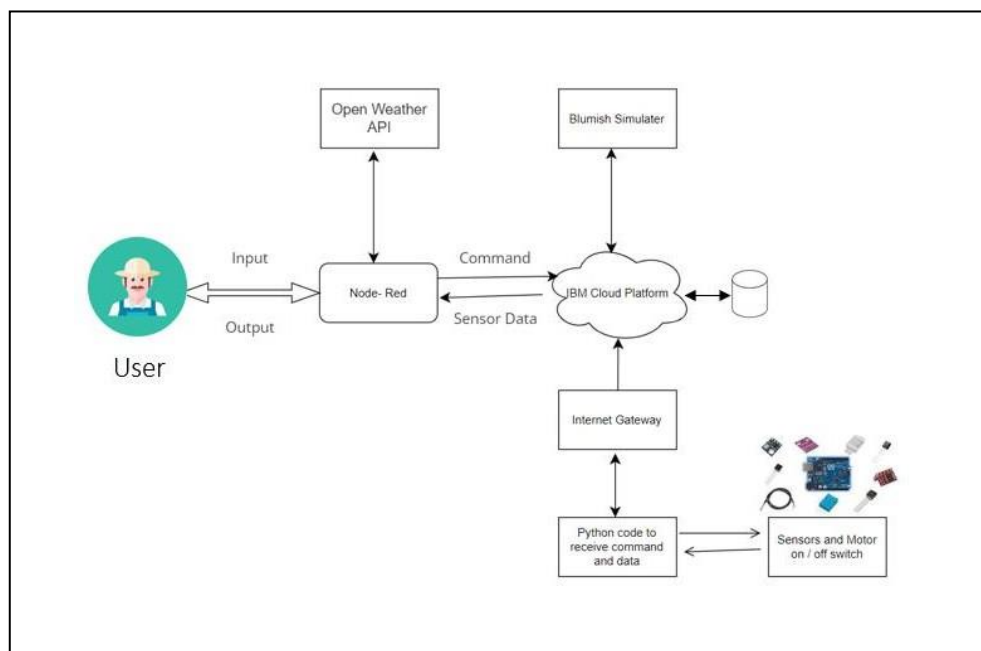 Open Weather
API
Blumish Simulater
Input
Command
Node- Red
IBM Cloud Platform
Output
Sensor Data
User
Internet Gateway
Python code to
receive command
and data
Sensors and Motor
on / off switch